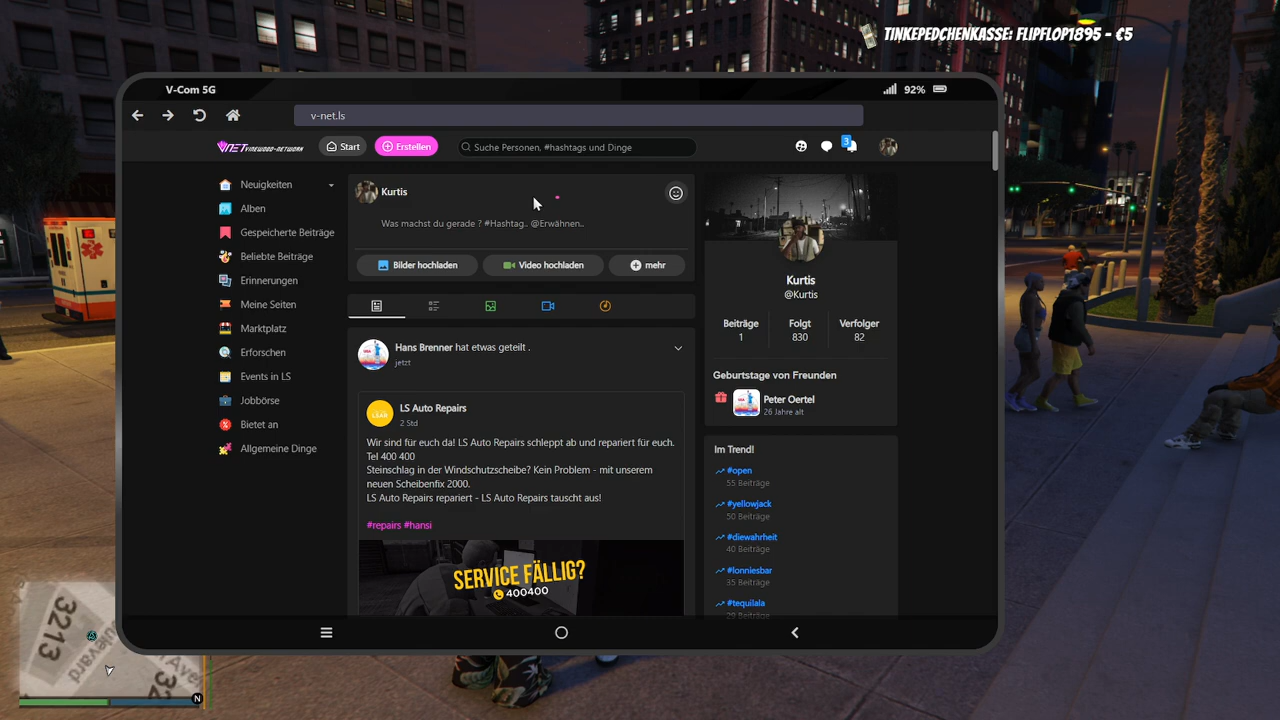 TINKEPEDCHENKASSE: FLIPFLOP1895 - €5
V-Com 5G
92%
v-net.ls
VNET VINEWOOD-NETWORK
Start
Erstellen
Suche Personen, #hashtags und Dinge
3
Neuigkeiten
Alben
Gespeicherte Beiträge
Beliebte Beiträge
Erinnerungen
Meine Seiten
Marktplatz
Erforschen
Events in LS
Jobbörse
Bietet an
Allgemeine Dinge
Kurtis
Was machst du gerade ? #Hashtag.. @Erwähnen..
Bilder hochladen
Video hochladen
mehr
Hans Brenner hat etwas geteilt .
jetzt
LS Auto Repairs
2 Std
Wir sind für euch da! LS Auto Repairs schleppt ab und repariert für euch.
Tel 400 400
Steinschlag in der Windschutzscheibe? Kein Problem - mit unserem
neuen Scheibenfix 2000.
LS Auto Repairs repariert - LS Auto Repairs tauscht aus!
#repairs #hansi
SERVICE FÄLLIG?
400400
Kurtis
@Kurtis
Beiträge Folgt Verfolger
1 830 82
Geburtstage von Freunden
Peter Oertel
26 Jahre alt
Im Trend!
#open
55 Beiträge
#yellowjack
50 Beiträge
#diewahrheit
40 Beiträge
#lonniesbar
35 Beiträge
#tequilala
29 Beiträge
3213
N